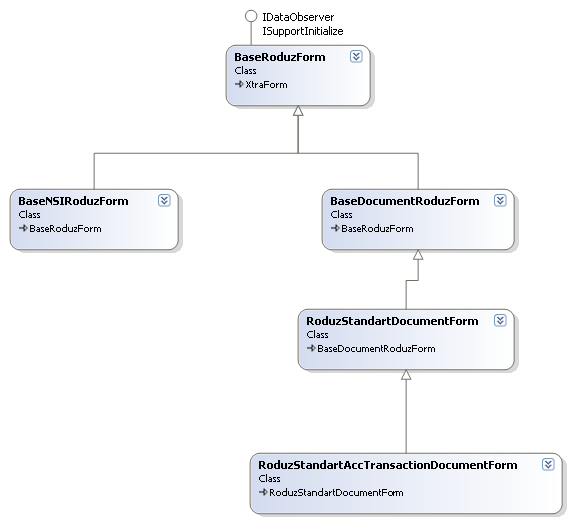 IDataObserver
ISupportInitialize
BaseRoduzForm
Class
XtraForm
BaseNSIRoduzForm
Class
BaseRoduzForm
BaseDocumentRoduzForm
Class
BaseRoduzForm
RoduzStandartDocumentForm
Class
BaseDocumentRoduzForm
RoduzStandartAccTransactionDocumentForm
Class
RoduzStandartDocumentForm